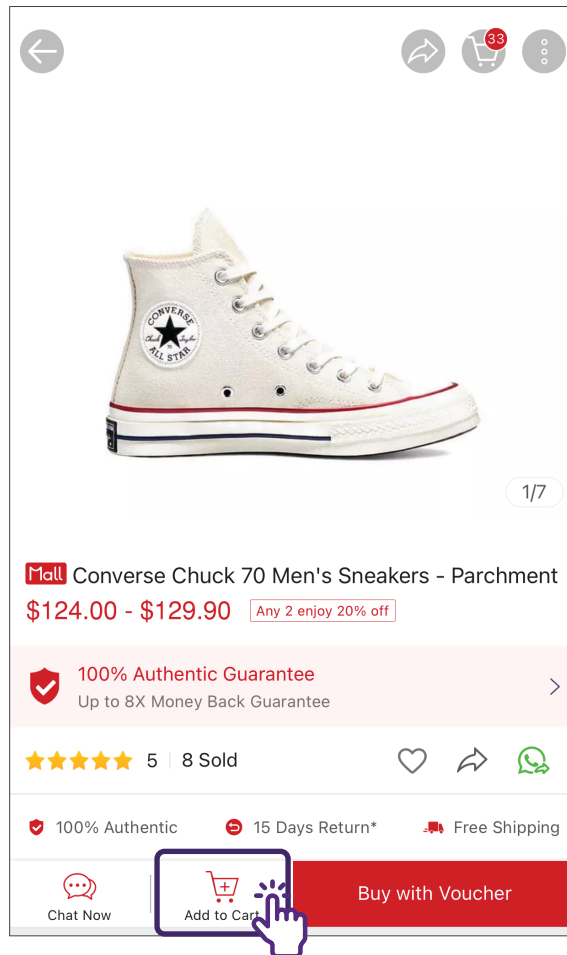 33
CONVERSE
Chuck Taylor
ALL STAR
1/7
Mall Converse Chuck 70 Men's Sneakers - Parchment
$124.00 - $129.90 Any 2 enjoy 20% off
100% Authentic Guarantee
Up to 8X Money Back Guarantee
5 8 Sold
100% Authentic 15 Days Return* Free Shipping
Chat Now Add to Cart Buy with Voucher